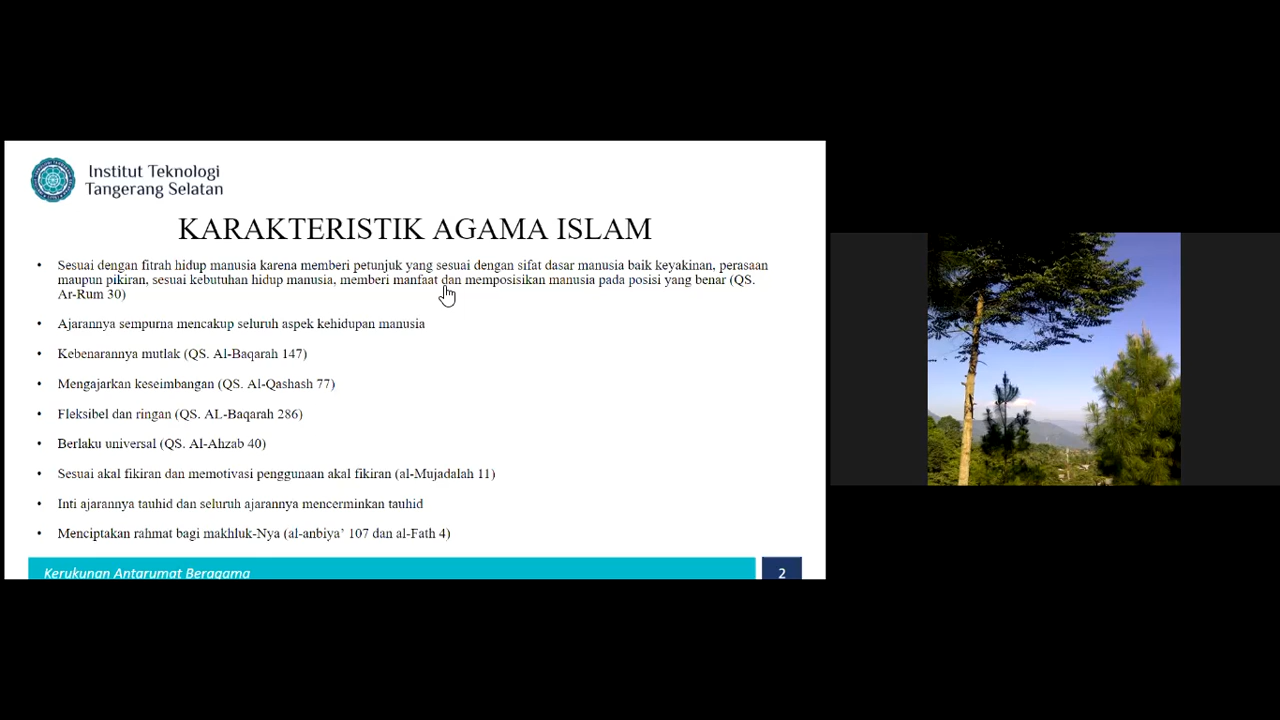 Institut Teknologi
Tangerang Selatan
KARAKTERISTIK AGAMA ISLAM
• Sesuai dengan fitrah hidup manusia karena memberi petunjuk yang sesuai dengan sifat dasar manusia baik keyakinan, perasaan
maupun pikiran, sesuai kebutuhan hidup manusia, memberi manfaat dan memposisikan manusia pada posisi yang benar (QS.
Ar-Rum 30)
• Ajarannya sempurna mencakup seluruh aspek kehidupan manusia
• Kebenarannya mutlak (QS. Al-Baqarah 147)
• Mengajarkan keseimbangan (QS. Al-Qashash 77)
• Fleksibel dan ringan (QS. AL-Baqarah 286)
• Berlaku universal (QS. Al-Ahzab 40)
• Sesuai akal fikiran dan memotivasi penggunaan akal fikiran (al-Mujadalah 11)
• Inti ajarannya tauhid dan seluruh ajarannya mencerminkan tauhid
• Menciptakan rahmat bagi makhluk-Nya (al-anbiya’ 107 dan al-Fath 4)
Kerukunan Antarumat Beragama
2